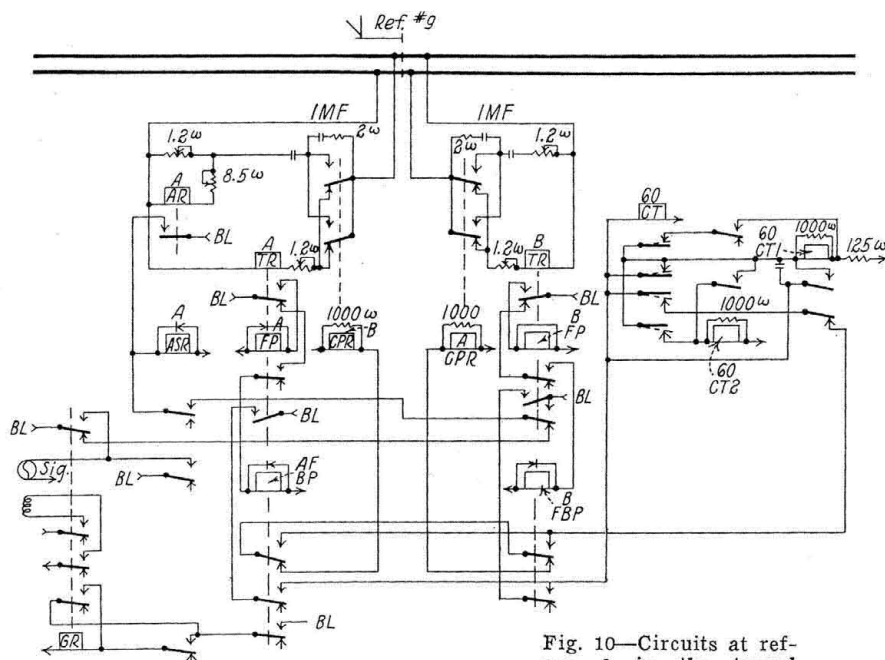 Ref. #9
1MF
1MF
1.2ω
2ω
2ω
1.2ω
8.5ω
A
AR
BL
60
CT
1000ω
60
CT1
125ω
A
TR
1.2ω
1.2ω
B
TR
BL
BL
1000ω
A
ASR
A
FP
1000ω
B
GPR
1000
A
GPR
B
FP
60
CT2
BL
BL
BL
Sig.
BL
AF
BP
B
FBP
GR
BL
Fig. 10—Circuits at ref-